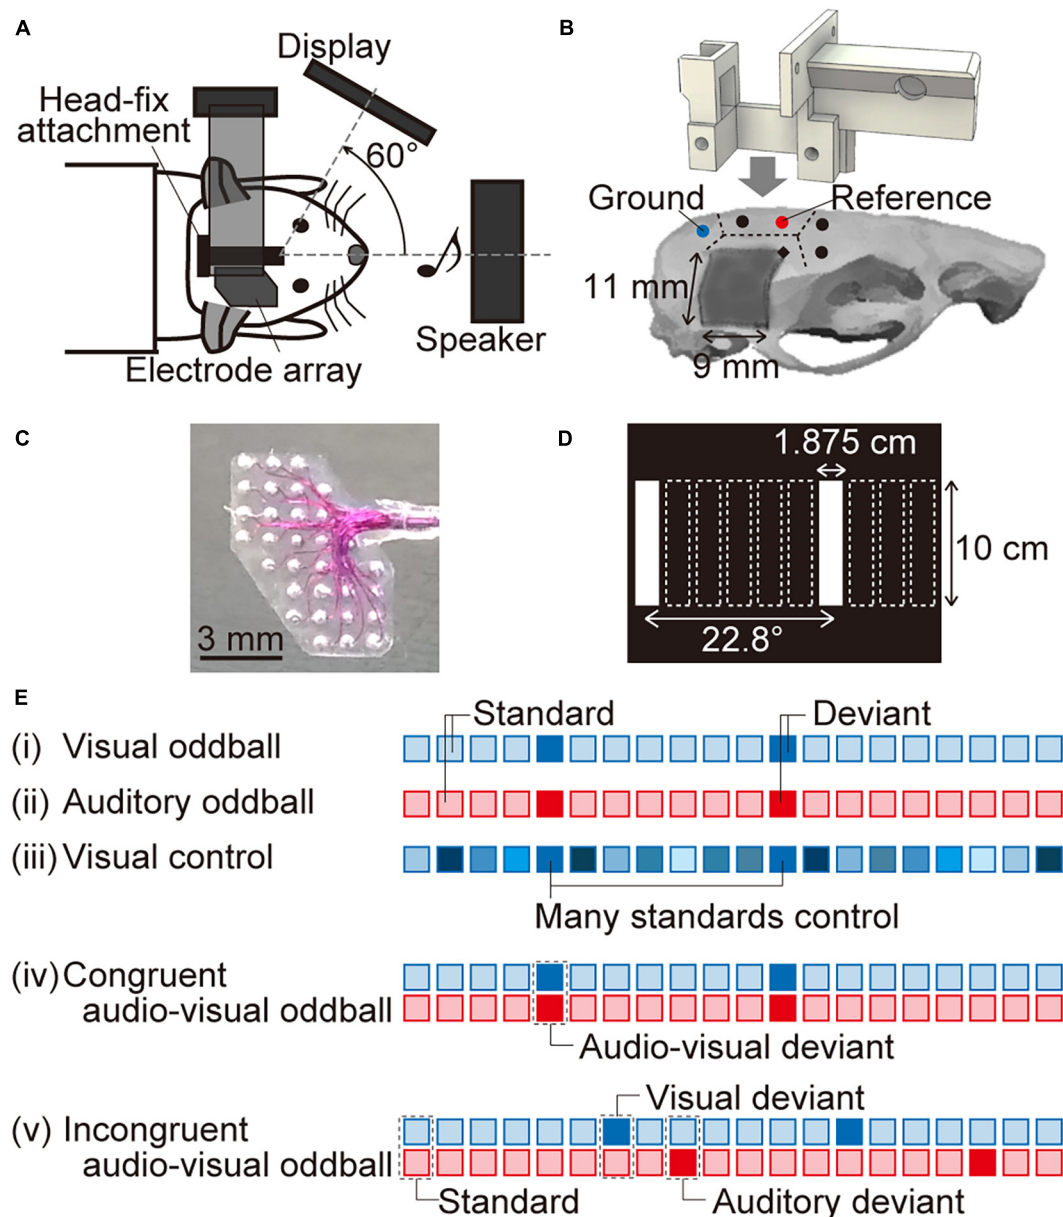 A
Display
Head-fix
attachment
60°
Speaker
Electrode array
B
Ground
Reference
11 mm
9 mm
C
3 mm
D
1.875 cm
10 cm
22.8°
E
Standard
Deviant
(i) Visual oddball
(ii) Auditory oddball
(iii) Visual control
Many standards control
(iv) Congruent
audio-visual oddball
Audio-visual deviant
Visual deviant
(v) Incongruent
audio-visual oddball
Standard
Auditory deviant